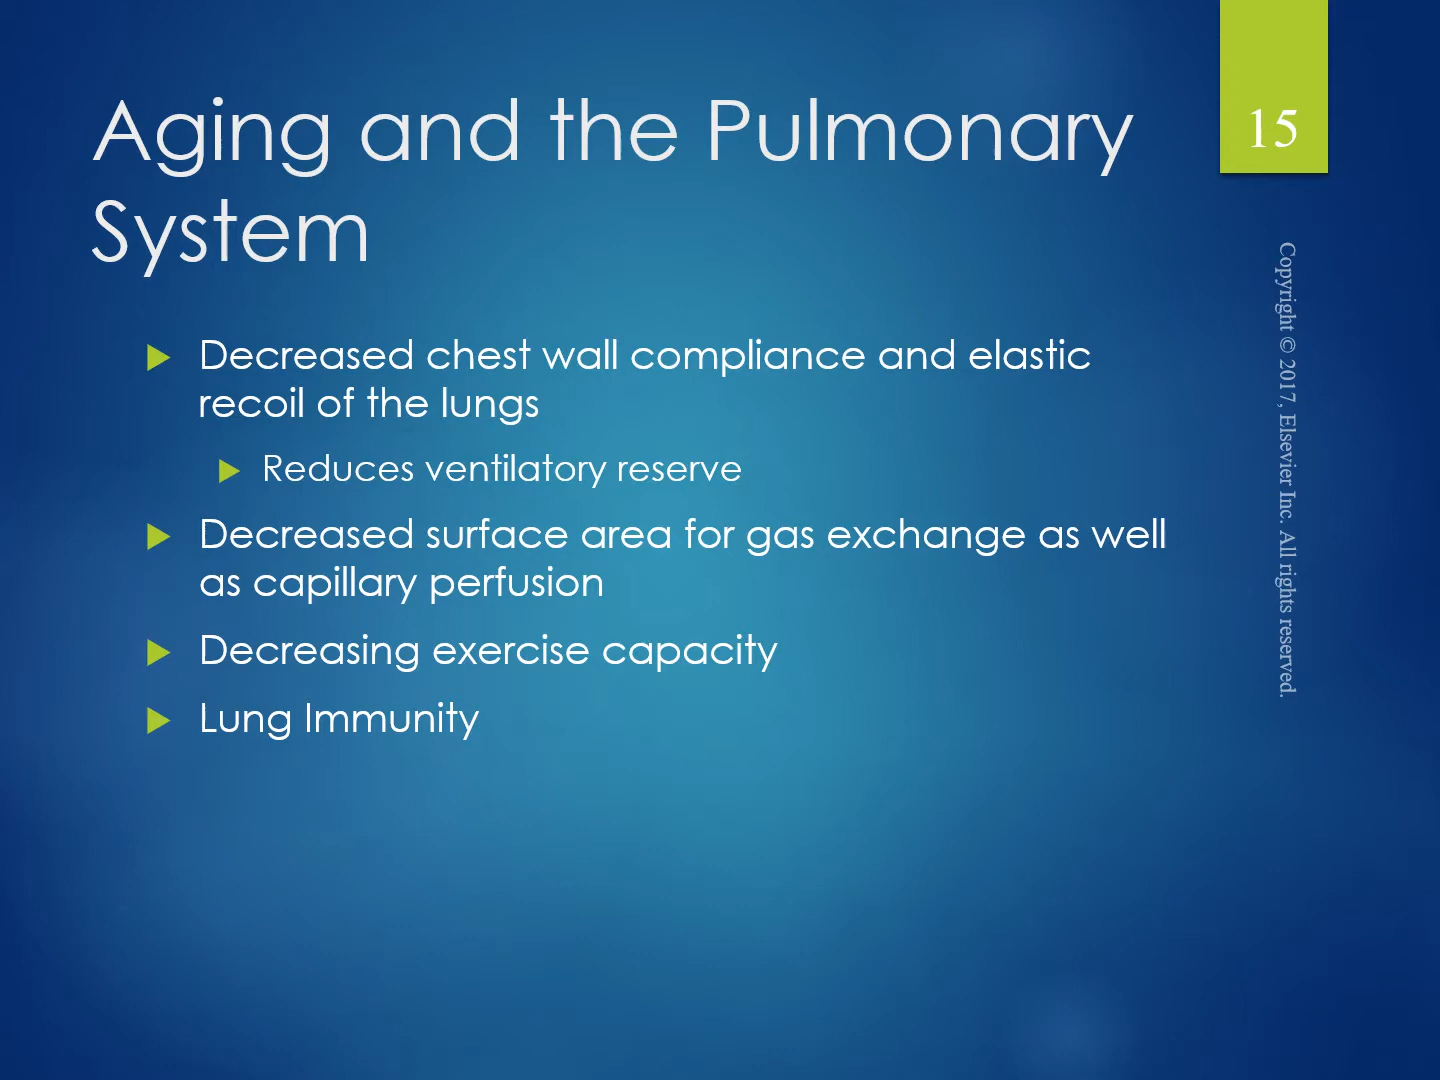 Aging and the Pulmonary
System
15
Decreased chest wall compliance and elastic
recoil of the lungs
Reduces ventilatory reserve
Decreased surface area for gas exchange as well
as capillary perfusion
Decreasing exercise capacity
Lung Immunity
Copyright © 2017, Elsevier Inc. All rights reserved.